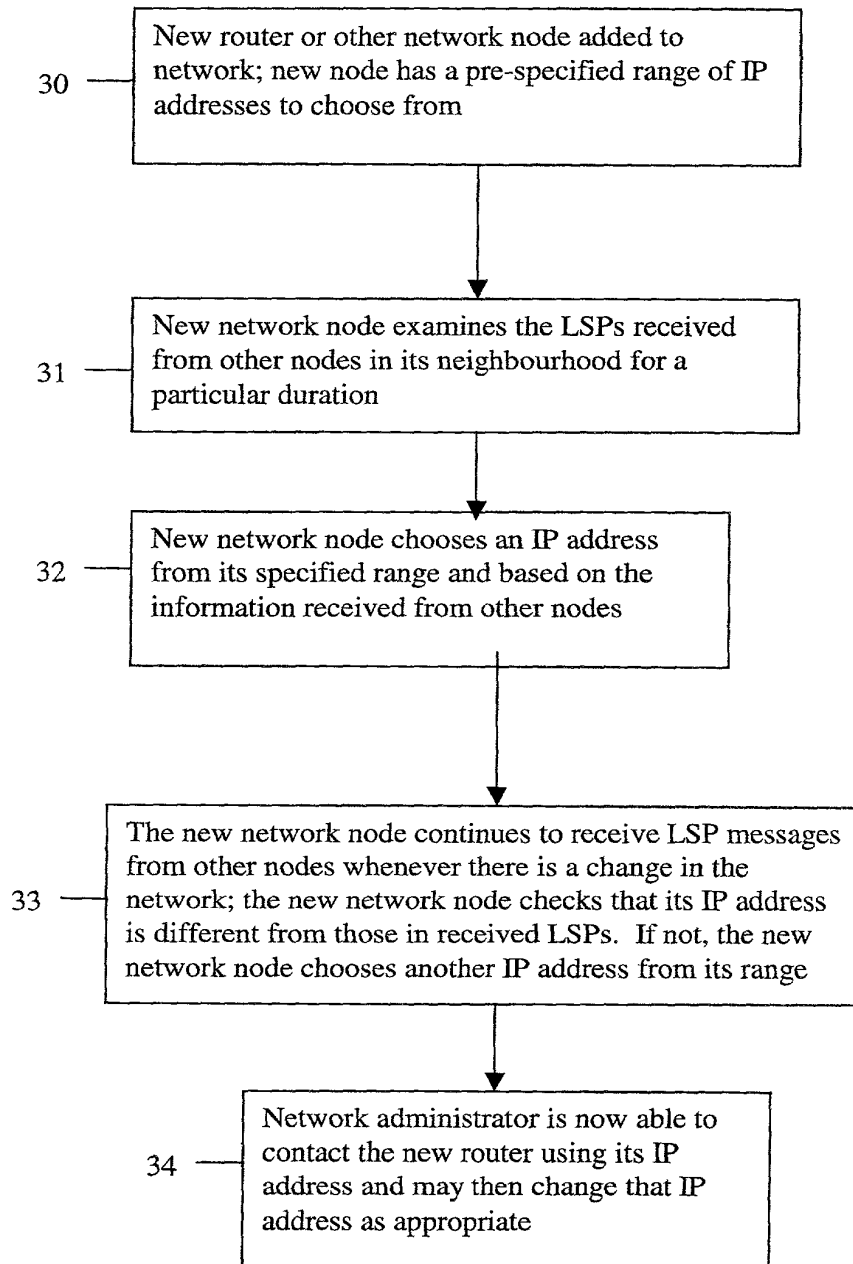 New router or other network node added to
network; new node has a pre-specified range of IP
addresses to choose from
30
New network node examines the LSPs received
from other nodes in its neighbourhood for a
particular duration
31
New network node chooses an IP address
from its specified range and based on the
information received from other nodes
32
The new network node continues to receive LSP messages
from other nodes whenever there is a change in the
network; the new network node checks that its IP address
is different from those in received LSPs. If not, the new
network node chooses another IP address from its range
33
Network administrator is now able to
contact the new router using its IP
address and may then change that IP
address as appropriate
34